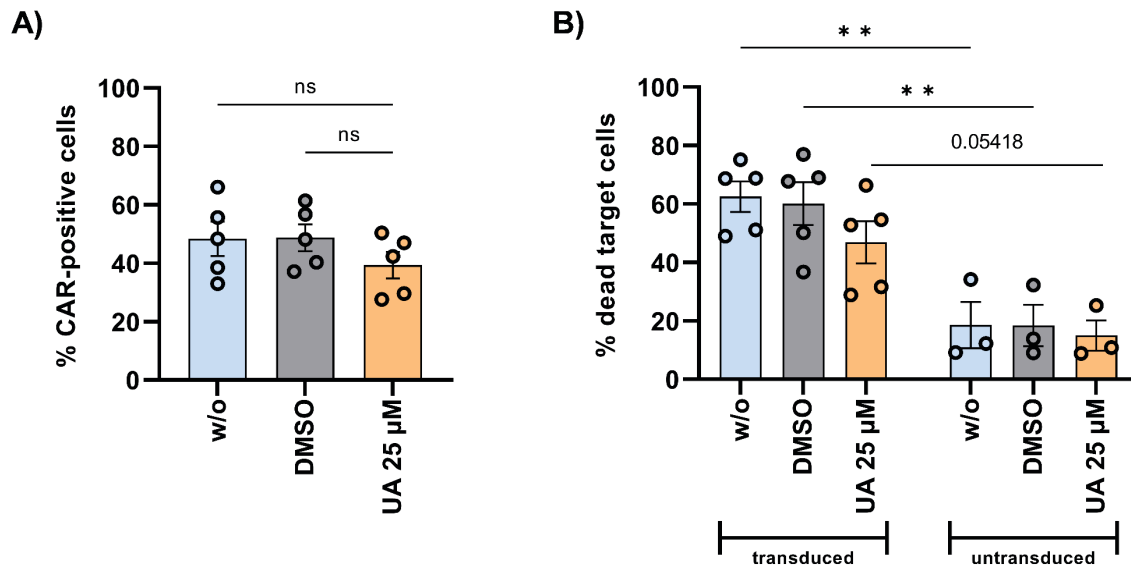 A)
% CAR-positive cells
100
80
60
40
20
0
ns
ns
w/o
DMSO
UA 25 µM
B)
% dead target cells
100
80
60
40
20
0
**
**
0.05418
w/o
DMSO
UA 25 µM
w/o
DMSO
UA 25 µM
transduced
untransduced